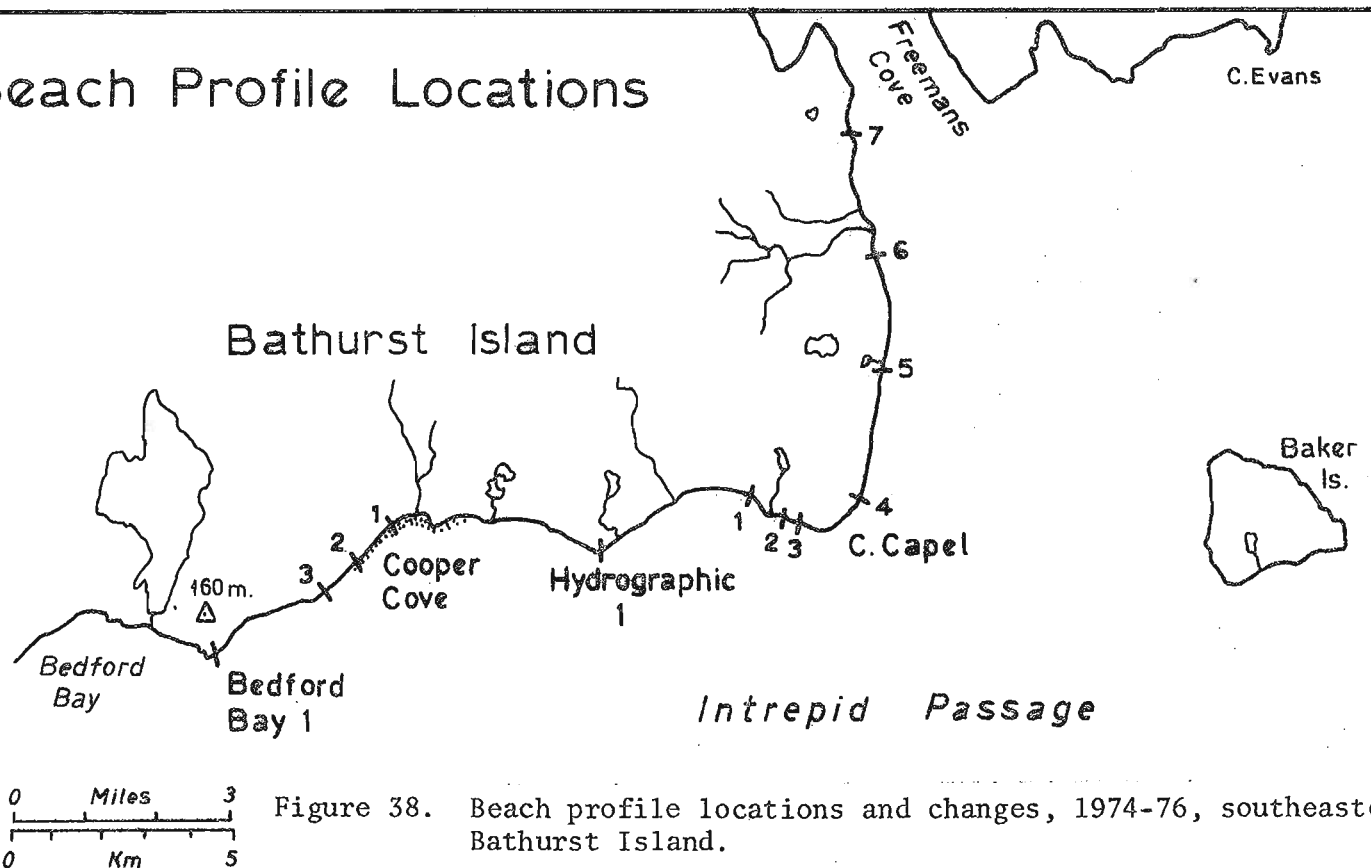 each Profile Locations
Freemans
Cove
C.Evans
7
6
Bathurst Island
5
Baker
Is.
1
2
3
4
C. Capel
1
2
3
Cooper
Cove
Hydrographic
1
160m.
Bedford
Bay
Bedford
Bay 1
Intrepid Passage
0 Miles 3
0 Km 5
Figure 38. Beach profile locations and changes, 1974-76, southeaste
Bathurst Island.